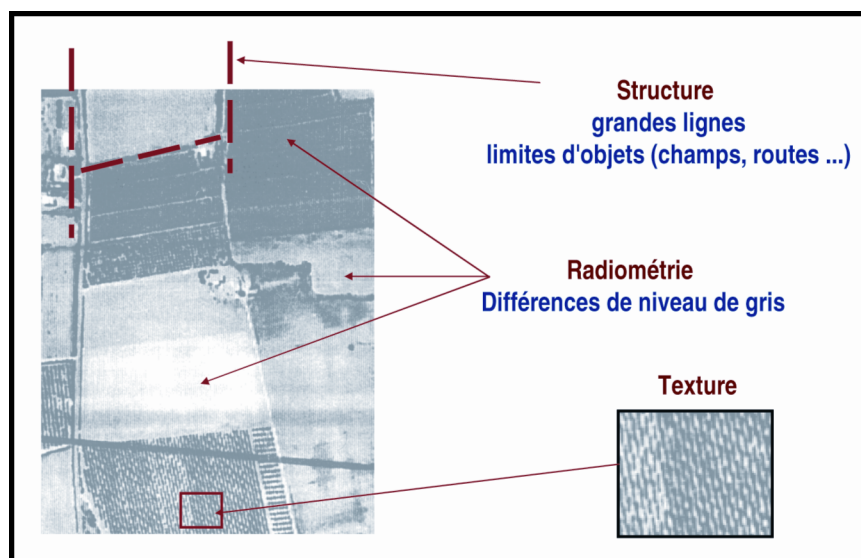 Structure
grandes lignes
limites d'objets (champs, routes ...)
Radiométrie
Différences de niveau de gris
Texture